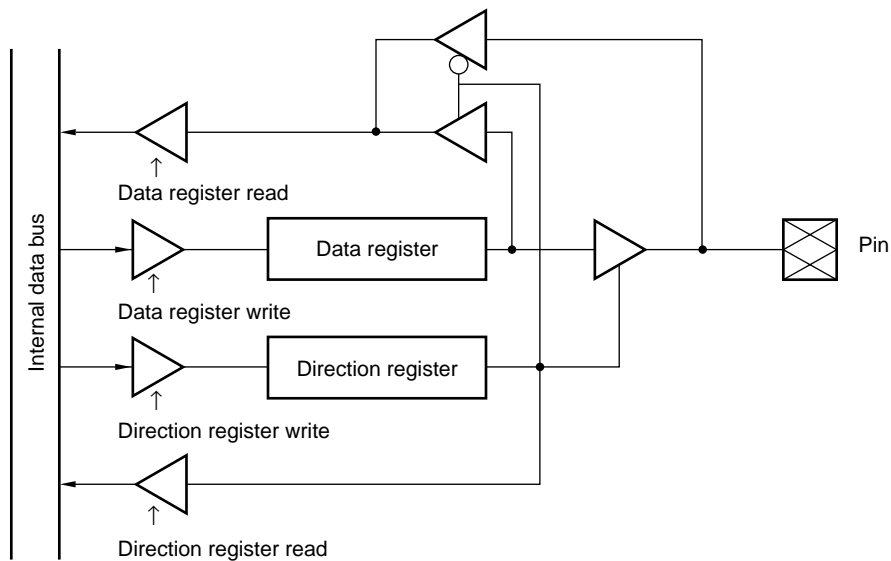 Internal data bus
Data register read
Data register
Pin
Data register write
Direction register
Direction register write
Direction register read